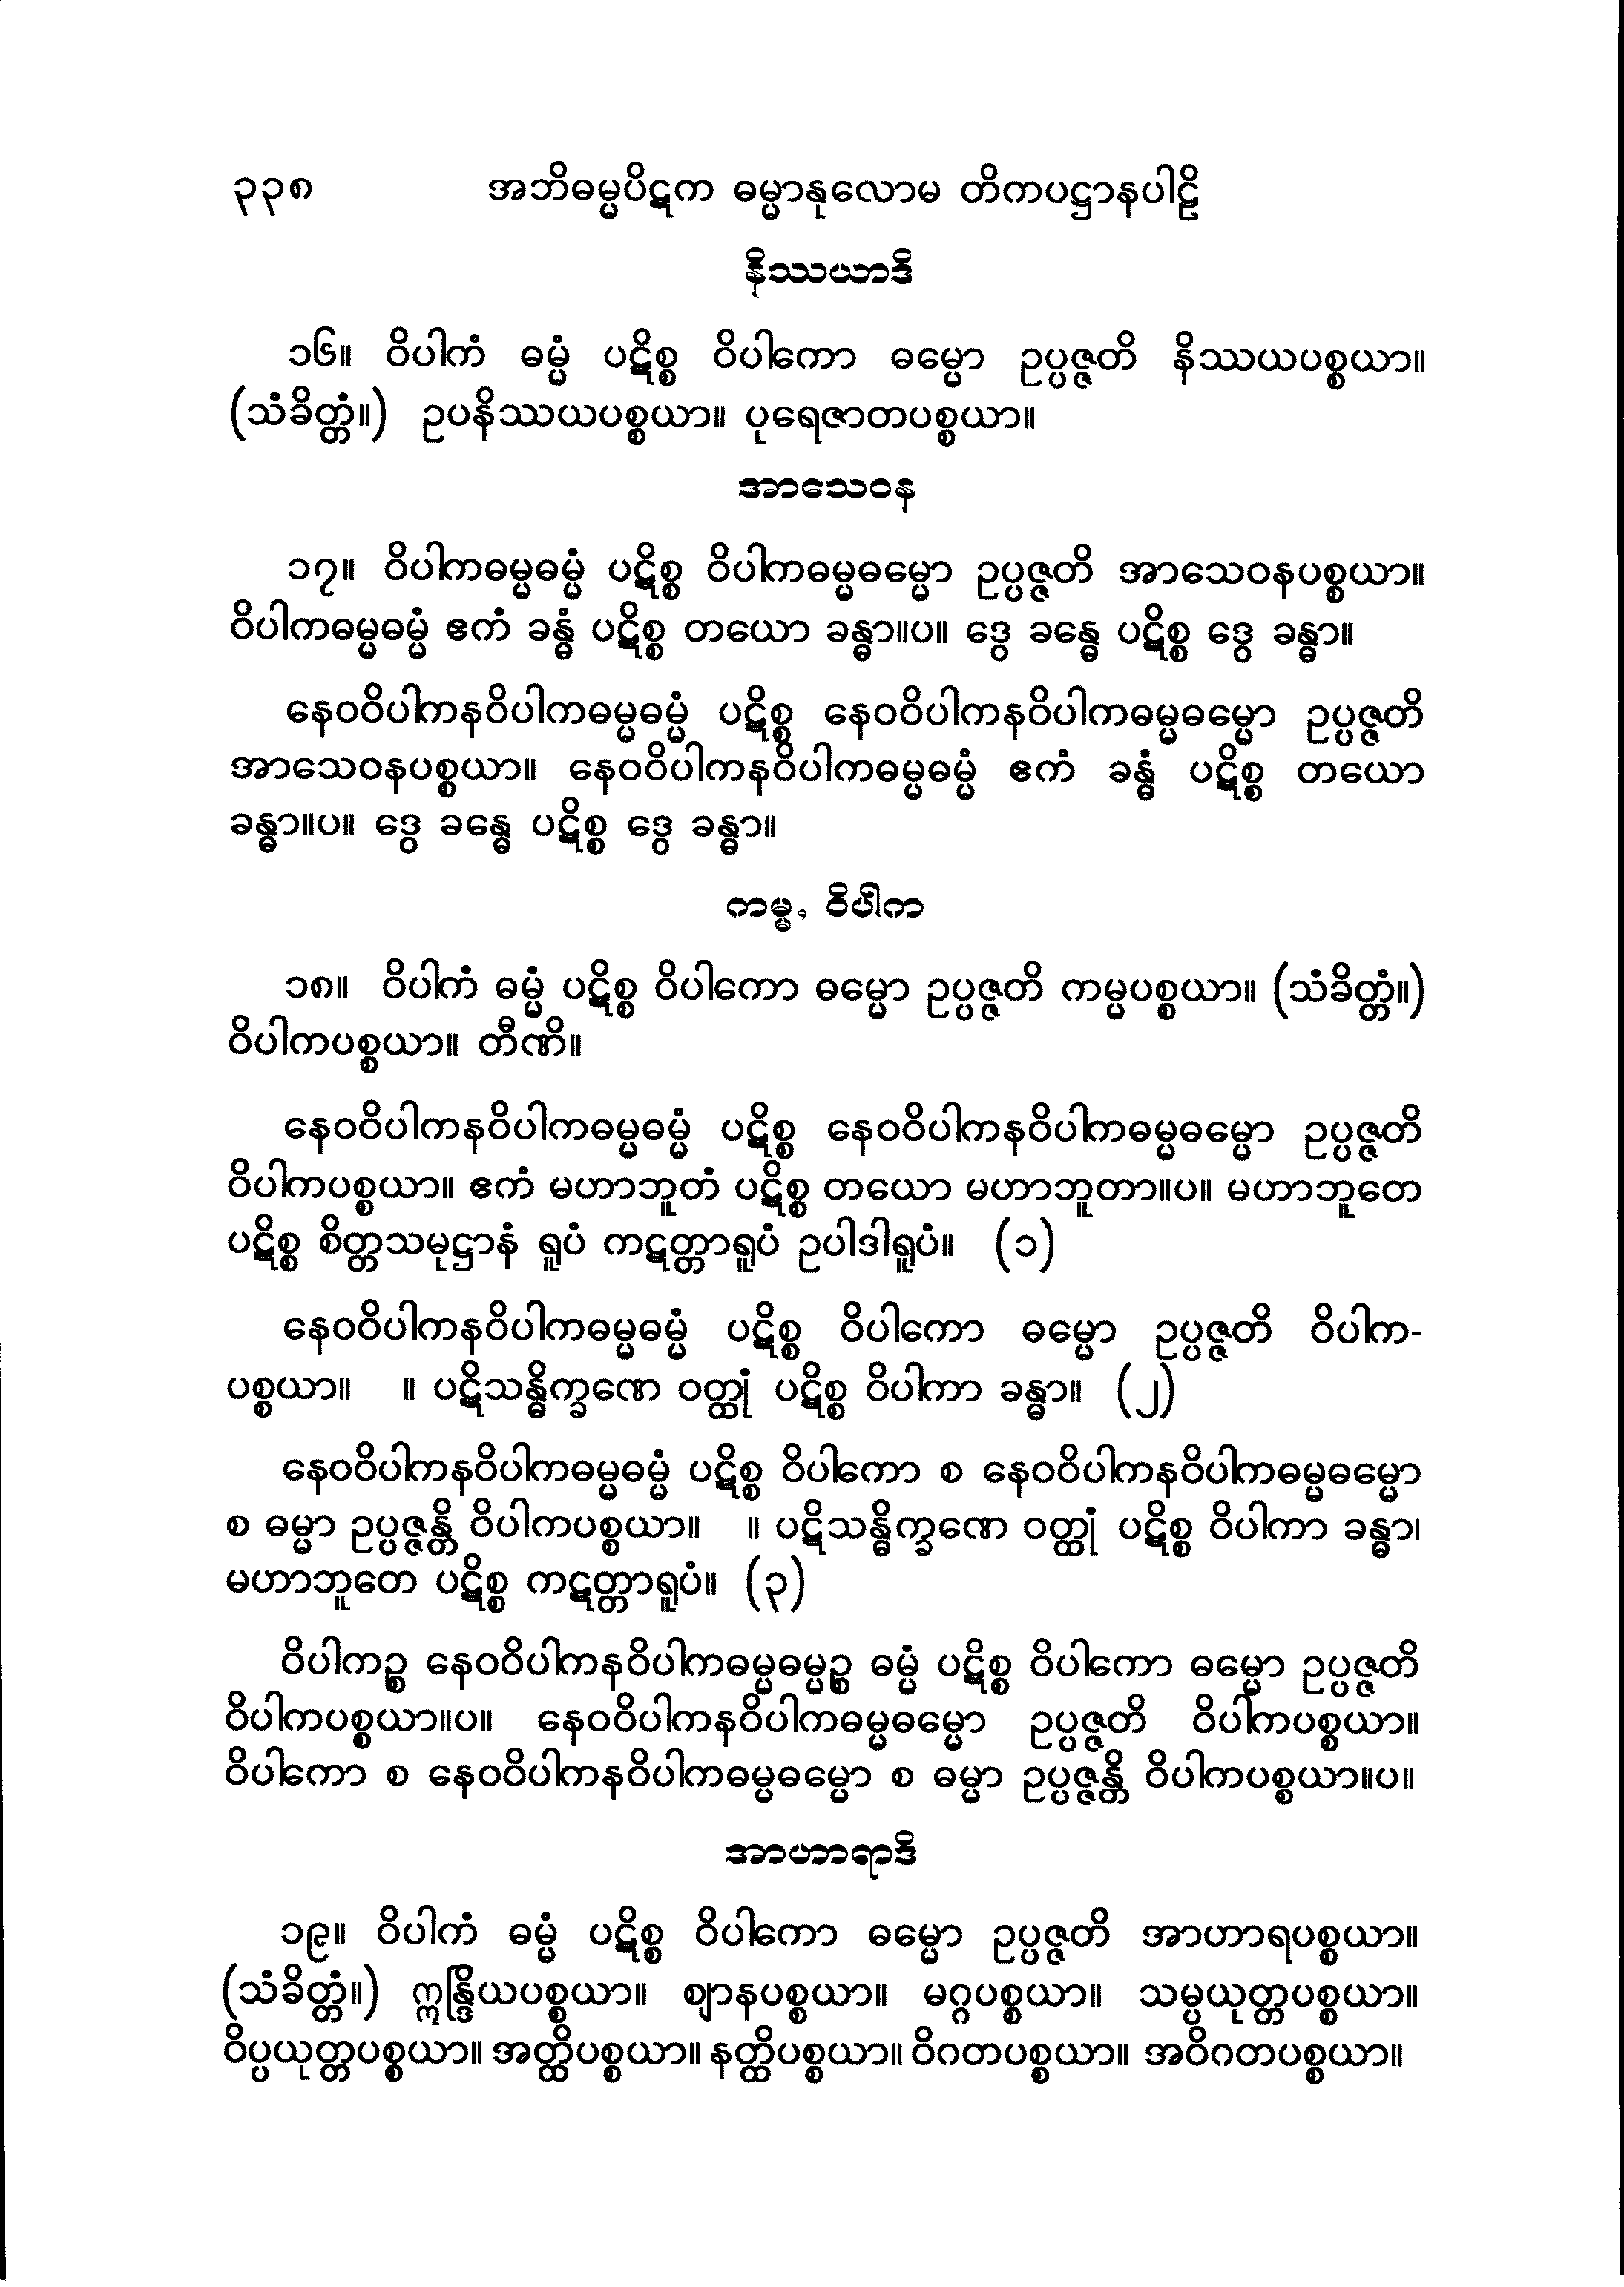 ၃၃၈ အဘိဓမ္မပိဋက ဓမ္မာနုလောမ တိကပဋ္ဌာနပါဠိ
နိဿယာဒိ
၁၆။ ဝိပါကံ ဓမ္မံ ပဋိစ္စ ဝိပါကော ဓမ္မော ဥပ္ပဇ္ဇတိ နိဿယပစ္စယာ။
(သံခိတ္တံ။) ဥပနိဿယပစ္စယာ။ ပုရေဇာတပစ္စယာ။
အာသေဝန
၁၇။ ဝိပါကဓမ္မဓမ္မံ ပဋိစ္စ ဝိပါကဓမ္မဓမ္မော ဥပ္ပဇ္ဇတိ အာသေဝနပစ္စယာ။
ဝိပါကဓမ္မဓမ္မံ ဧကံ ခန္ဓံ ပဋိစ္စ တယော ခန္ဓာ။ပ။ ဒွေ ခန္ဓေ ပဋိစ္စ ဒွေ ခန္ဓာ။
နေဝဝိပါကနဝိပါကဓမ္မဓမ္မံ ပဋိစ္စ နေဝဝိပါကနဝိပါကဓမ္မဓမ္မော ဥပ္ပဇ္ဇတိ
အာသေဝနပစ္စယာ။ နေဝဝိပါကနဝိပါကဓမ္မဓမ္မံ ဧကံ ခန္ဓံ ပဋိစ္စ တယော
ခန္ဓာ။ပ။ ဒွေ ခန္ဓေ ပဋိစ္စ ဒွေ ခန္ဓာ။
ကမ္မ, ဝိပါက
၁၈။ ဝိပါကံ ဓမ္မံ ပဋိစ္စ ဝိပါကော ဓမ္မော ဥပ္ပဇ္ဇတိ ကမ္မပစ္စယာ။ (သံခိတ္တံ။)
ဝိပါကပစ္စယာ။ တီဏိ။
နေဝဝိပါကနဝိပါကဓမ္မဓမ္မံ ပဋိစ္စ နေဝဝိပါကနဝိပါကဓမ္မဓမ္မော ဥပ္ပဇ္ဇတိ
ဝိပါကပစ္စယာ။ ဧကံ မဟာဘူတံ ပဋိစ္စ တယော မဟာဘူတာ။ပ။ မဟာဘူတေ
ပဋိစ္စ စိတ္တသမုဋ္ဌာနံ ရူပံ ကဋတ္တာရူပံ ဥပါဒါရူပံ။ (၁)
နေဝဝိပါကနဝိပါကဓမ္မဓမ္မံ ပဋိစ္စ ဝိပါကော ဓမ္မော ဥပ္ပဇ္ဇတိ ဝိပါက-
ပစ္စယာ။ ။ ပဋိသန္ဓိက္ခဏေ ဝတ္ထုံ ပဋိစ္စ ဝိပါကာ ခန္ဓာ။ (၂)
နေဝဝိပါကနဝိပါကဓမ္မဓမ္မံ ပဋိစ္စ ဝိပါကော စ နေဝဝိပါကနဝိပါကဓမ္မဓမ္မော
စ ဓမ္မာ ဥပ္ပဇ္ဇန္တိ ဝိပါကပစ္စယာ။ ။ ပဋိသန္ဓိက္ခဏေ ဝတ္ထုံ ပဋိစ္စ ဝိပါကာ ခန္ဓာ၊
မဟာဘူတေ ပဋိစ္စ ကဋတ္တာရူပံ။ (၃)
ဝိပါကဉ္စ နေဝဝိပါကနဝိပါကဓမ္မဓမ္မဉ္စ ဓမ္မံ ပဋိစ္စ ဝိပါကော ဓမ္မော ဥပ္ပဇ္ဇတိ
ဝိပါကပစ္စယာ။ပ။ နေဝဝိပါကနဝိပါကဓမ္မဓမ္မော ဥပ္ပဇ္ဇတိ ဝိပါကပစ္စယာ။
ဝိပါကော စ နေဝဝိပါကနဝိပါကဓမ္မဓမ္မော စ ဓမ္မာ ဥပ္ပဇ္ဇန္တိ ဝိပါကပစ္စယာ။ပ။
အာဟာရာဒိ
၁၉။ ဝိပါကံ ဓမ္မံ ပဋိစ္စ ဝိပါကော ဓမ္မော ဥပ္ပဇ္ဇတိ အာဟာရပစ္စယာ။
(သံခိတ္တံ။) ဣန္ဒြိယပစ္စယာ။ ဈာနပစ္စယာ။ မဂ္ဂပစ္စယာ။ သမ္ပယုတ္တပစ္စယာ။
ဝိပ္ပယုတ္တပစ္စယာ။ အတ္ထိပစ္စယာ။ နတ္ထိပစ္စယာ။ ဝိဂတပစ္စယာ။ အဝိဂတပစ္စယာ။